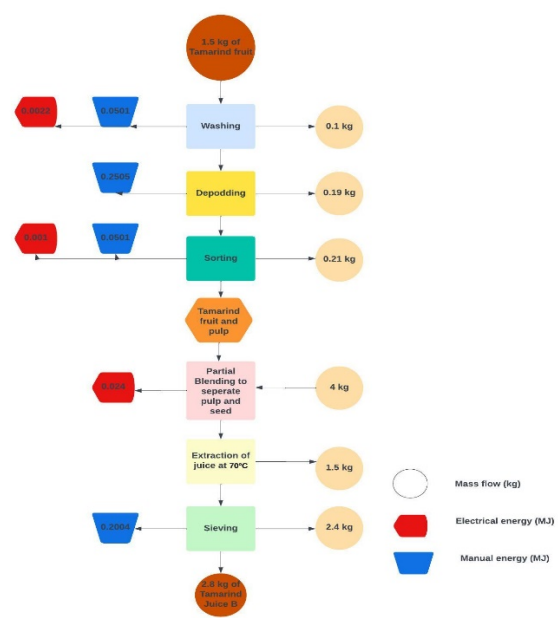 1.5 kg of
Tamarind fruit
0.0022
0.0501
Washing
0.1 kg
0.2505
Depodding
0.19 kg
0.001
0.0501
Sorting
0.21 kg
Tamarind
fruit and
pulp
Partial
Blending to
seperate
pulp and
seed
0.024
4 kg
Extraction of
juice at 70°C
1.5 kg
Mass flow (kg)
0.2004
Sieving
2.4 kg
Electrical energy (MJ)
Manual energy (MJ)
2.8 kg of
Tamarind
Juice B